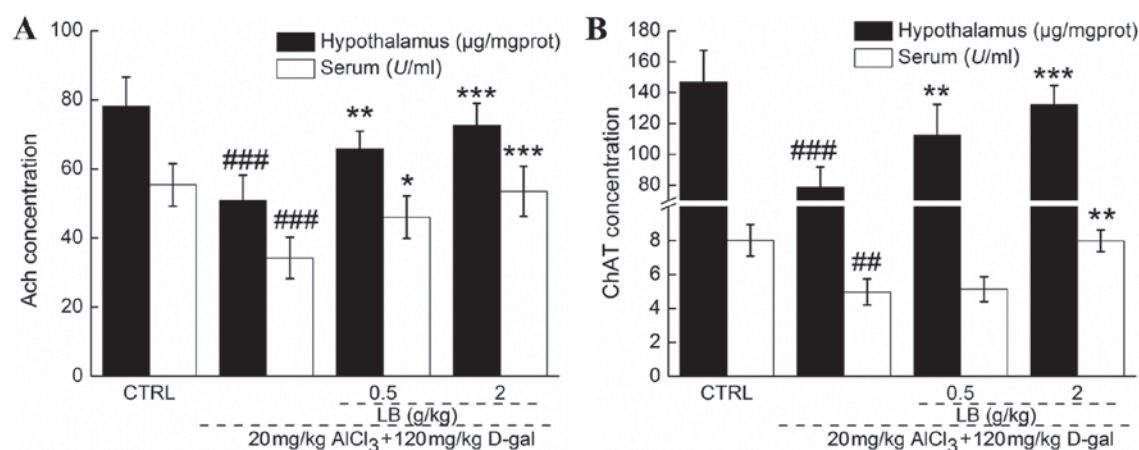 A
Ach concentration
100
80
60
40
20
0
Hypothalamus (µg/mgprot)
Serum (U/ml)
###
###
**
*
***
***
CTRL
0.5
2
LB (g/kg)
20 mg/kg AlCl₃ + 120 mg/kg D-gal
B
ChAT concentration
180
160
140
120
100
80
8
6
4
2
0
Hypothalamus (µg/mgprot)
Serum (U/ml)
###
##
**
***
**
CTRL
0.5
2
LB (g/kg)
20 mg/kg AlCl₃ + 120 mg/kg D-gal